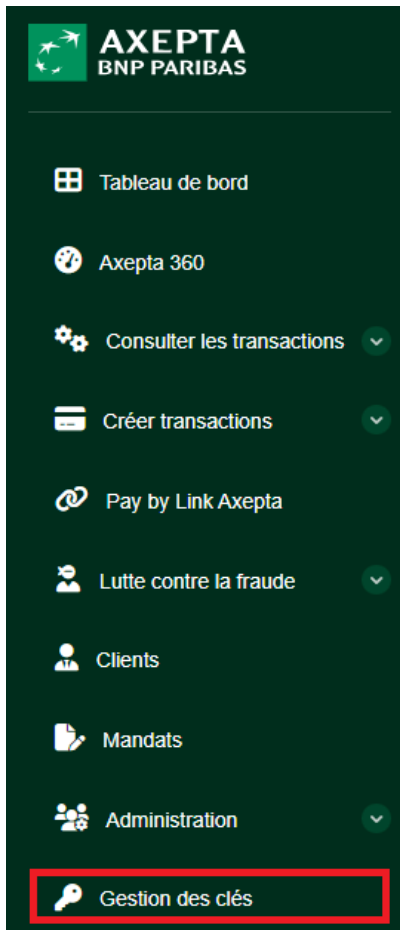 AXEPTA
BNP PARIBAS
Tableau de bord
Axepta 360
Consulter les transactions
Créer transactions
Pay by Link Axepta
Lutte contre la fraude
Clients
Mandats
Administration
Gestion des clés